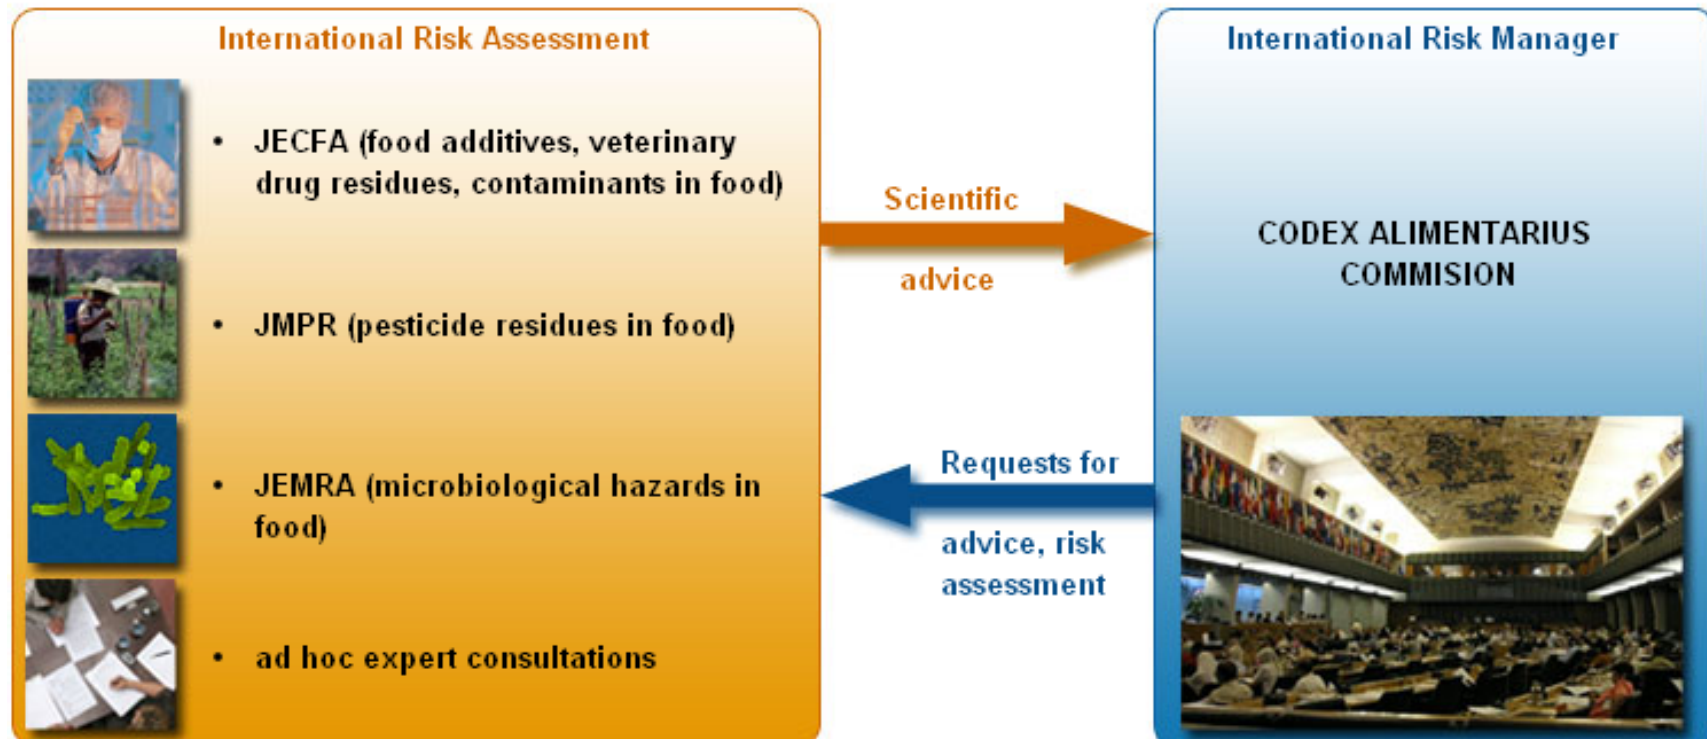 International Risk Assessment
• JECFA (food additives, veterinary
drug residues, contaminants in food)
• JMPR (pesticide residues in food)
• JEMRA (microbiological hazards in
food)
• ad hoc expert consultations
Scientific
advice
Requests for
advice, risk
assessment
International Risk Manager
CODEX ALIMENTARIUS
COMMISION